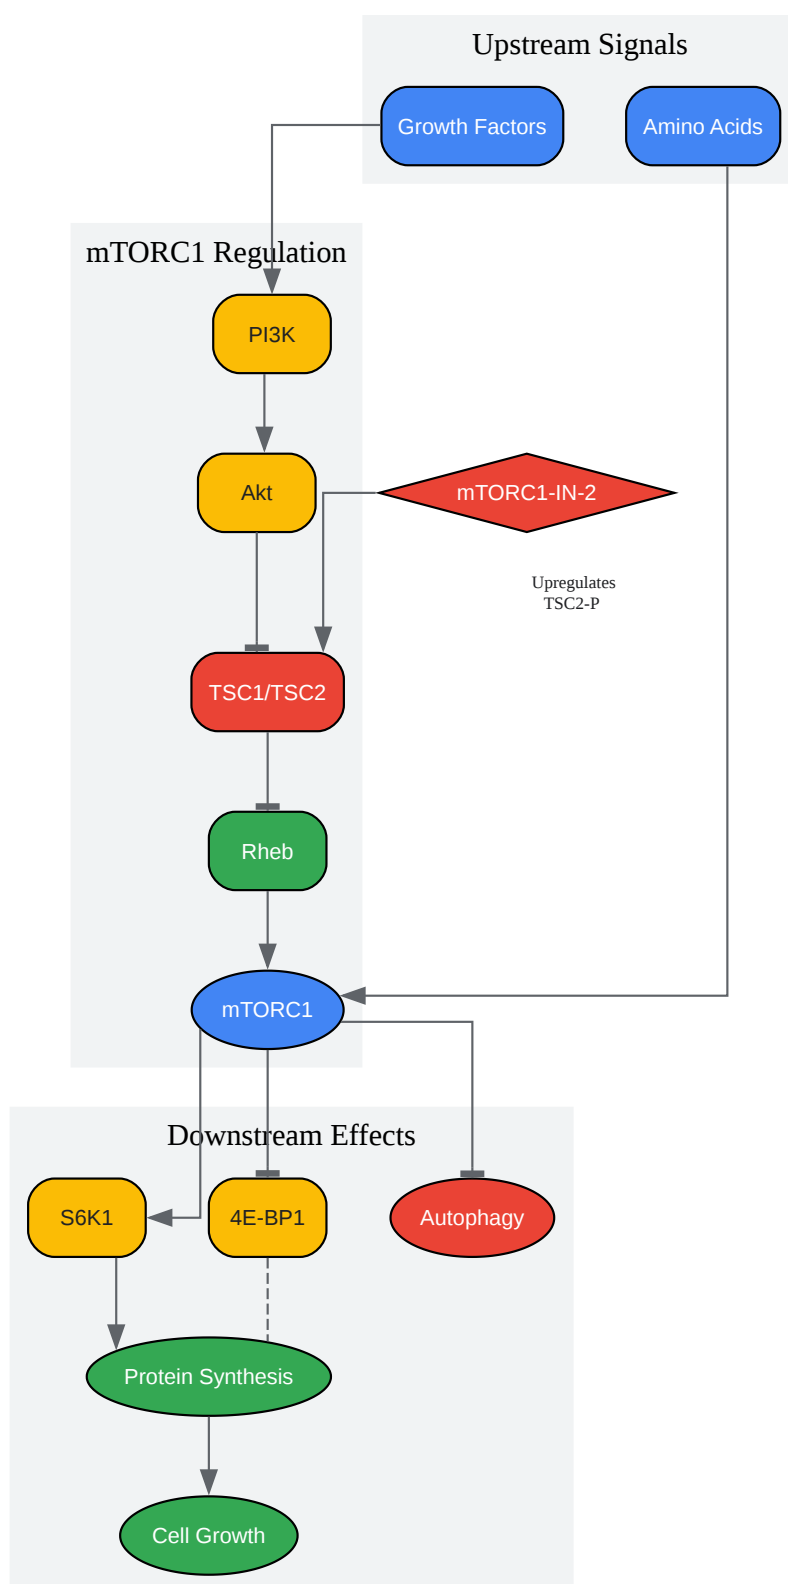 Upstream Signals
Growth Factors
Amino Acids
mTORC1 Regulation
PI3K
Akt
mTORC1-IN-2
Upregulates
TSC2-P
TSC1/TSC2
Rheb
mTORC1
Downstream Effects
S6K1
4E-BP1
Autophagy
Protein Synthesis
Cell Growth